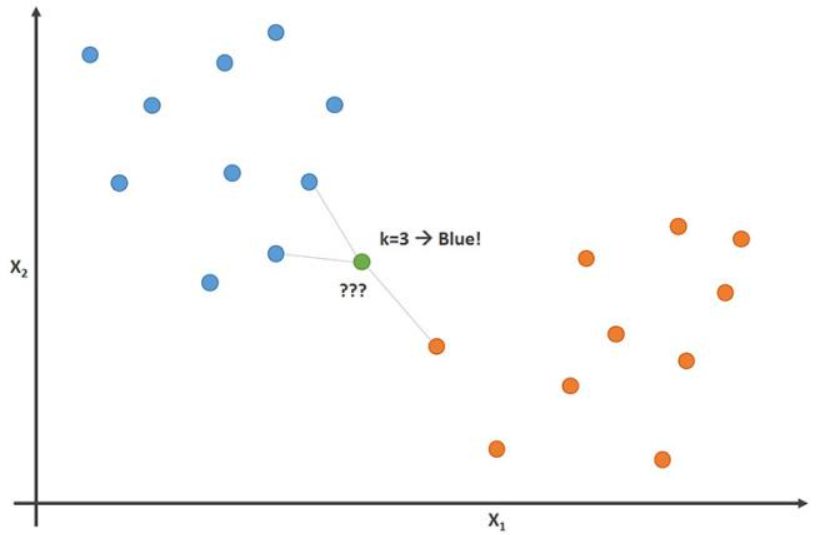 k=3 → Blue!
X₂
???
X₁